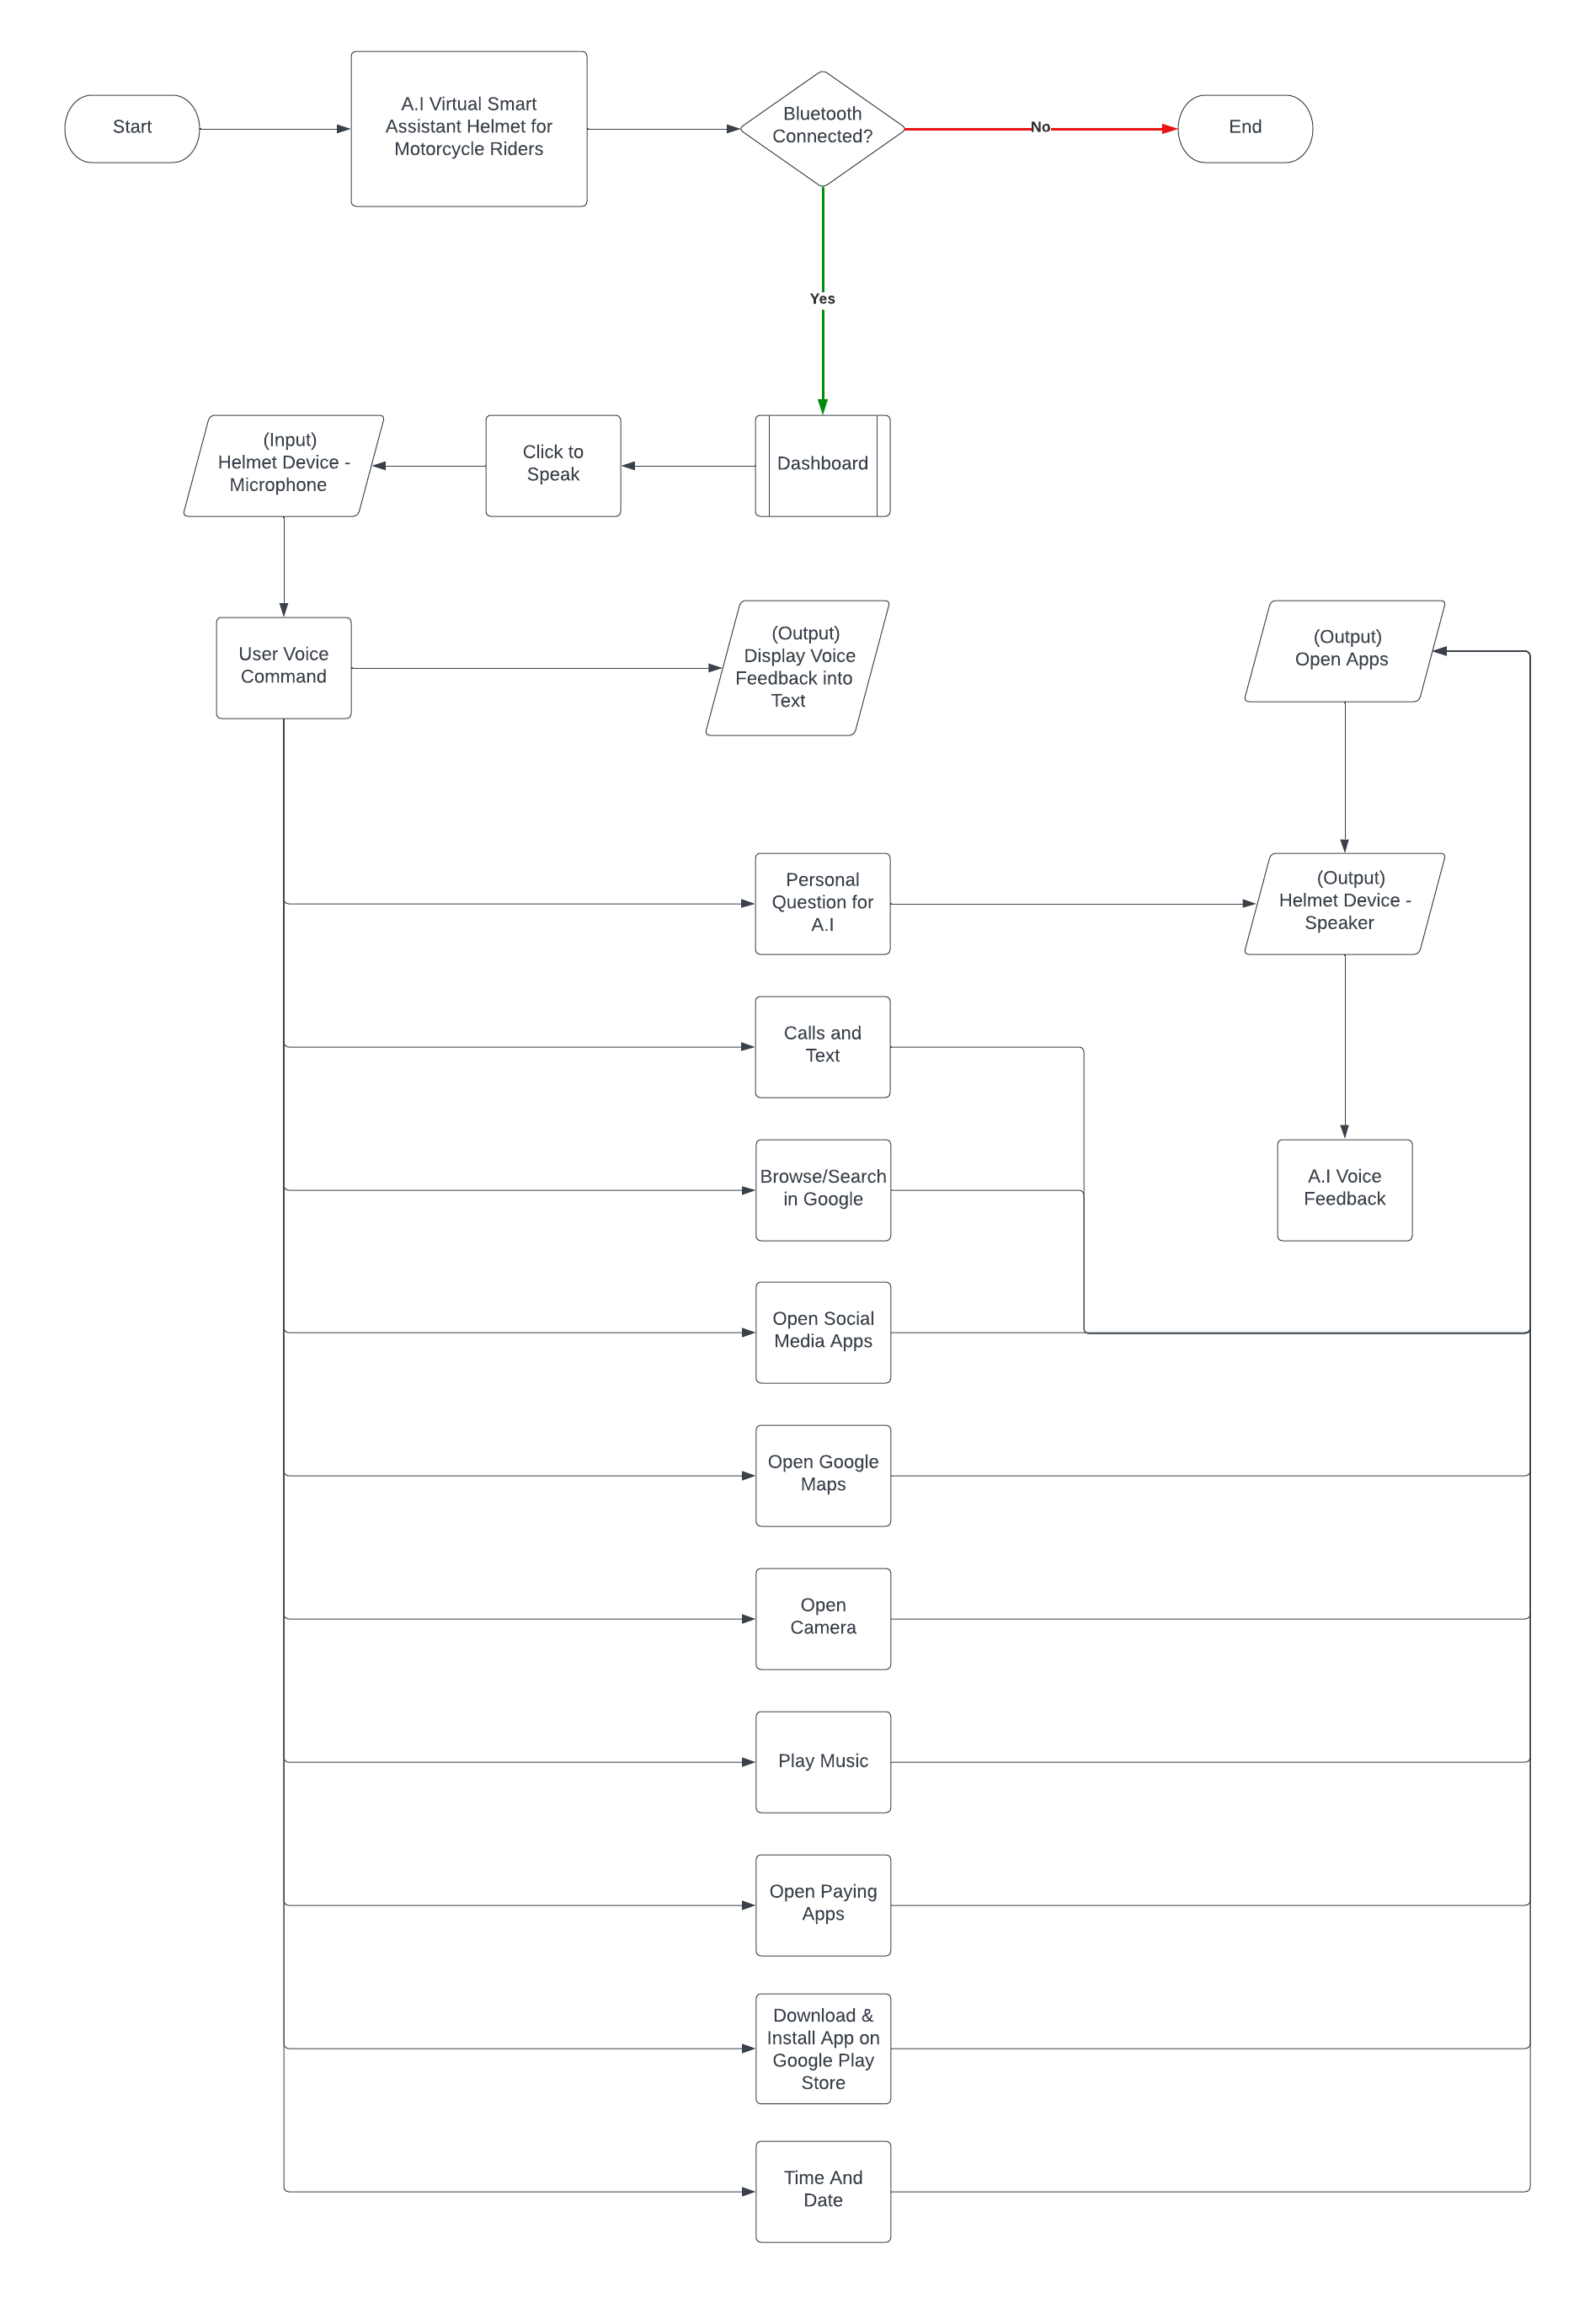 Start
A.I Virtual Smart
Assistant Helmet for
Motorcycle Riders
Bluetooth
Connected?
No
End
Yes
(Input)
Helmet Device -
Microphone
Click to
Speak
Dashboard
User Voice
Command
(Output)
Display Voice
Feedback into
Text
(Output)
Open Apps
Personal
Question for
A.I
(Output)
Helmet Device -
Speaker
Calls and
Text
Browse/Search
in Google
A.I Voice
Feedback
Open Social
Media Apps
Open Google
Maps
Open
Camera
Play Music
Open Paying
Apps
Download &
Install App on
Google Play
Store
Time And
Date